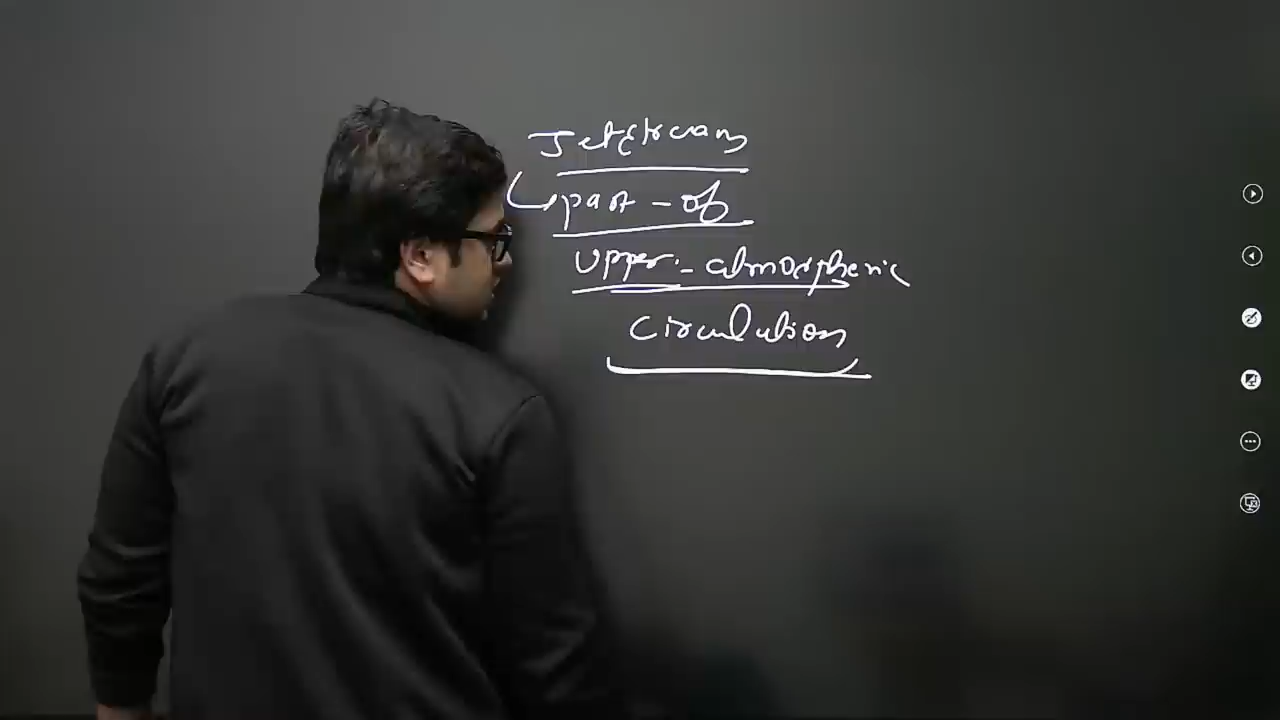 Jetstream
part - of
Upper - atmospheric
Circulation